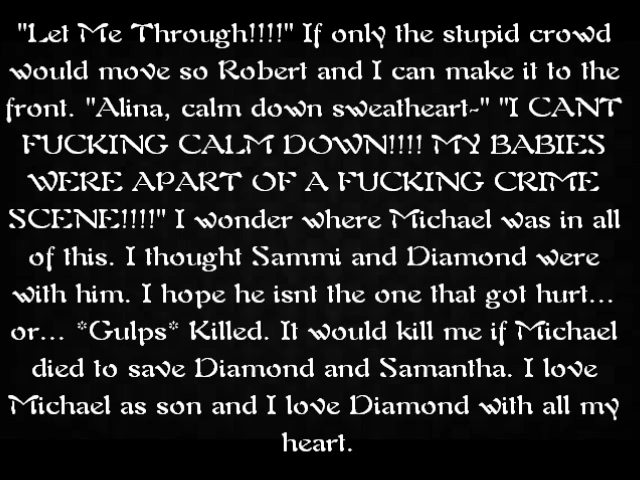 "Let Me Through!!!!" If only the stupid crowd
would move so Robert and I can make it to the
front. "Alina, calm down sweatheart-" "I CANT
FUCKING CALM DOWN!!!! MY BABIES
WERE APART OF A FUCKING CRIME
SCENE!!!!" I wonder where Michael was in all
of this. I thought Sammi and Diamond were
with him. I hope he isnt the one that got hurt...
or... *Gulps* Killed. It would kill me if Michael
died to save Diamond and Samantha. I love
Michael as son and I love Diamond with all my
heart.